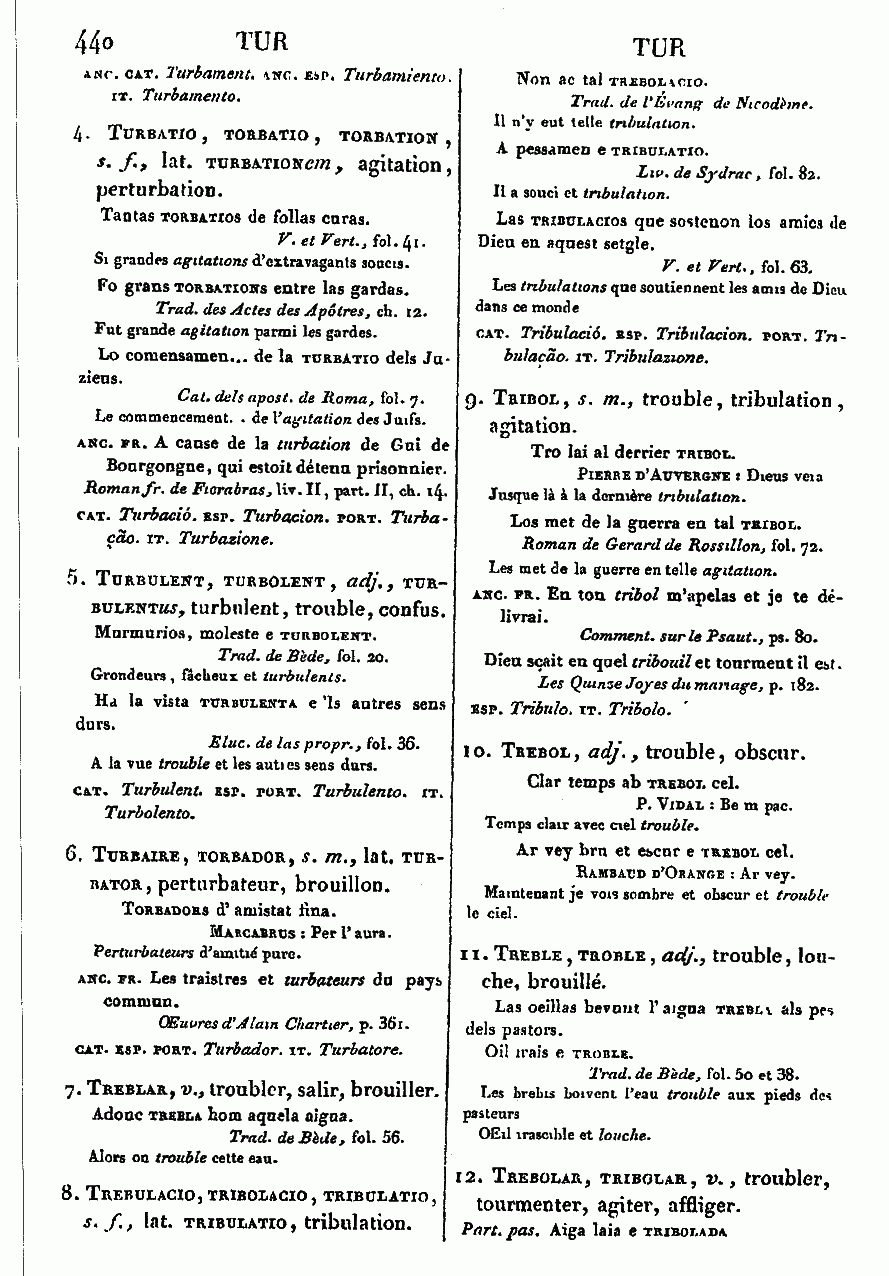 440 TUR TUR
ANC. CAT. Turbament. ANC. ESP. Turbamiento.
IT. Turbamento.
4. TURBATIO, TORBATIO, TORBATION,
s. f., lat. TURBATIONem, agitation,
perturbation.
Tantas TORBATIOS de follas curas.
V. et Vert., fol. 41.
Si grandes agitations d'extravagants soucis.
Fo grans TORBATIONS entre las gardas.
Trad. des Actes des Apôtres, ch. 12.
Fut grande agitation parmi les gardes.
Lo comensamen... de la TURBATIO dels Ju-
zieus.
Cat. dels apost. de Roma, fol. 7.
Le commencement. . de l'agitation des Juifs.
ANC. FR. A cause de la turbation de Gui de
Bourgongne, qui estoit détenu prisonnier.
Roman fr. de Fierabras, liv. II, part. II, ch. 14.
CAT. Turbació. ESP. Turbacion. PORT. Turba-
ção. IT. Turbazione.
5. TURBULENT, TURBOLENT, adj., TUR-
BULENTus, turbulent, trouble, confus.
Murmurios, moleste e TURBOLENT.
Trad. de Bède, fol. 20.
Grondeurs, fâcheux et turbulents.
Ha la vista TURBULENTA e 'ls autres sens
durs.
Eluc. de las propr., fol. 36.
A la vue trouble et les autres sens durs.
CAT. Turbulent. ESP. PORT. Turbulento. IT.
Turbolento.
6. TURBAIRE, TORBADOR, s. m., lat. TUR-
BATOR, perturbateur, brouillon.
TORBADORS d'amistat fina.
MARCABRUS : Per l'aura.
Perturbateurs d'amitié pure.
ANC. FR. Les traistres et turbateurs du pays
commun.
Œuvres d'Alain Chartier, p. 361.
CAT. ESP. PORT. Turbador. IT. Turbatore.
7. TREBLAR, v., troubler, salir, brouiller.
Adonc TREBLA hom aquela aigua.
Trad. de Bède, fol. 56.
Alors on trouble cette eau.
8. TREBULACIO, TRIBOLACIO, TRIBULATIO,
s. f., lat. TRIBULATIO, tribulation.
Non ac tal TREBOLACIO.
Trad. de l'Évang de Nicodème.
Il n'y eut telle tribulation.
A pessamen e TRIBULATIO.
Liv. de Sydrac, fol. 82.
Il a souci et tribulation.
Las TRIBULACIOS que sostenon los amics de
Dieu en aquest setgle.
V. et Vert., fol. 63.
Les tribulations que soutiennent les amis de Dieu
dans ce monde
CAT. Tribulació. ESP. Tribulacion. PORT. Tri-
bulação. IT. Tribulazione.
9. TRIBOL, s. m., trouble, tribulation,
agitation.
Tro lai al derrier TRIBOL.
PIERRE D'AUVERGNE : Dieus vera
Jusque là à la dernière tribulation.
Los met de la guerra en tal TRIBOL.
Roman de Gerard de Rossillon, fol. 72.
Les met de la guerre en telle agitation.
ANC. FR. En ton tribol m'apelas et je te dé-
livrai.
Comment. sur le Psaut., ps. 80.
Dieu sçait en quel tribouil et tourment il est.
Les Quinze Joyes du mariage, p. 182.
ESP. Tribulo. IT. Tribolo.
10. TREBOL, adj., trouble, obscur.
Clar temps ab TREBOL cel.
P. VIDAL : Be m pac.
Temps clair avec ciel trouble.
Ar vey bru et escur e TREBOL cel.
RAMBAUD D'ORANGE : Ar vey.
Maintenant je vois sombre et obscur et trouble
le ciel.
11. TREBLE, TROBLE, adj., trouble, lou-
che, brouillé.
Las oeillas bevont l'aigua TREBLA als pes
dels pastors.
Oil irais e TROBLE.
Trad. de Bède, fol. 50 et 38.
Les brebis boivent l'eau trouble aux pieds des
pasteurs
OEil irascible et louche.
12. TREBOLAR, TRIBOLAR, v., troubler,
tourmenter, agiter, affliger.
Part. pas. Aiga laia e TRIBOLADA